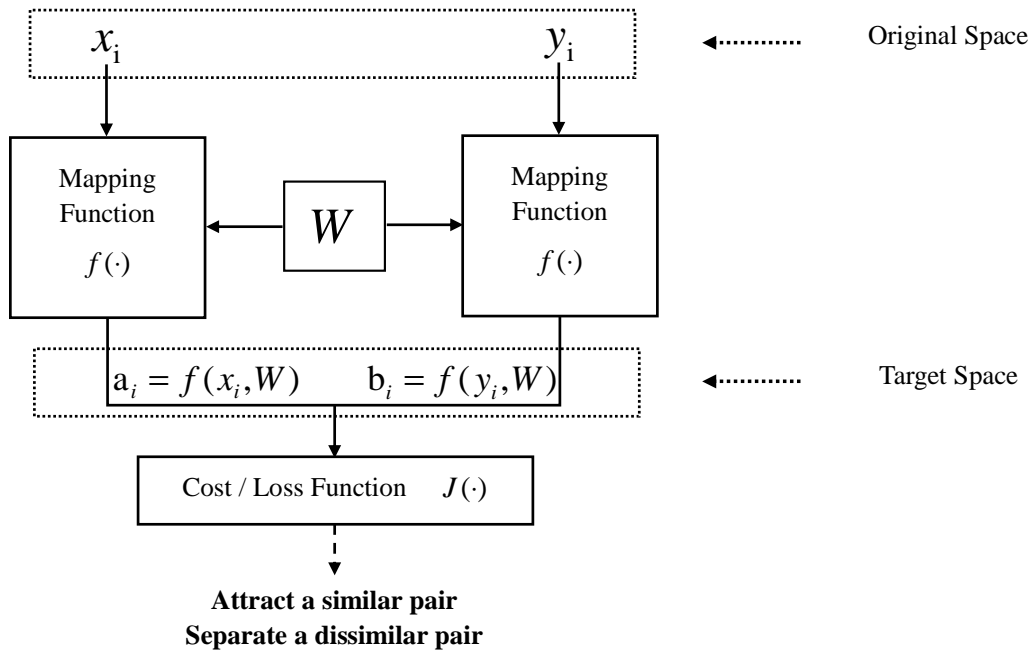 x_i y_i Original Space
Mapping
Function
f(·)
W
Mapping
Function
f(·)
a_i = f(x_i,W) b_i = f(y_i,W) Target Space
Cost / Loss Function J(·)
Attract a similar pair
Separate a dissimilar pair